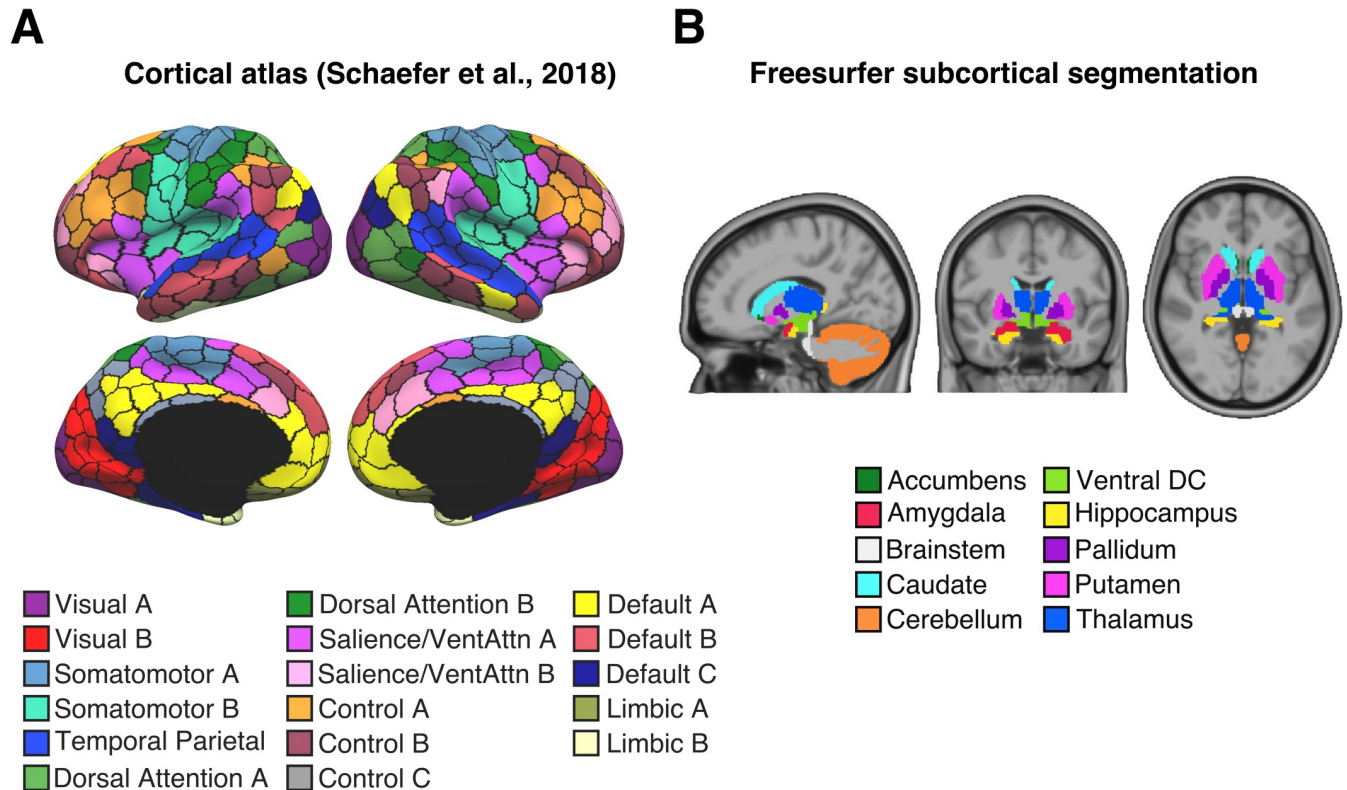 A
Cortical atlas (Schaefer et al., 2018)
Visual A
Visual B
Somatomotor A
Somatomotor B
Temporal Parietal
Dorsal Attention A
Dorsal Attention B
Salience/VentAttn A
Salience/VentAttn B
Control A
Control B
Control C
Default A
Default B
Default C
Limbic A
Limbic B
B
Freesurfer subcortical segmentation
Accumbens
Amygdala
Brainstem
Caudate
Cerebellum
Ventral DC
Hippocampus
Pallidum
Putamen
Thalamus